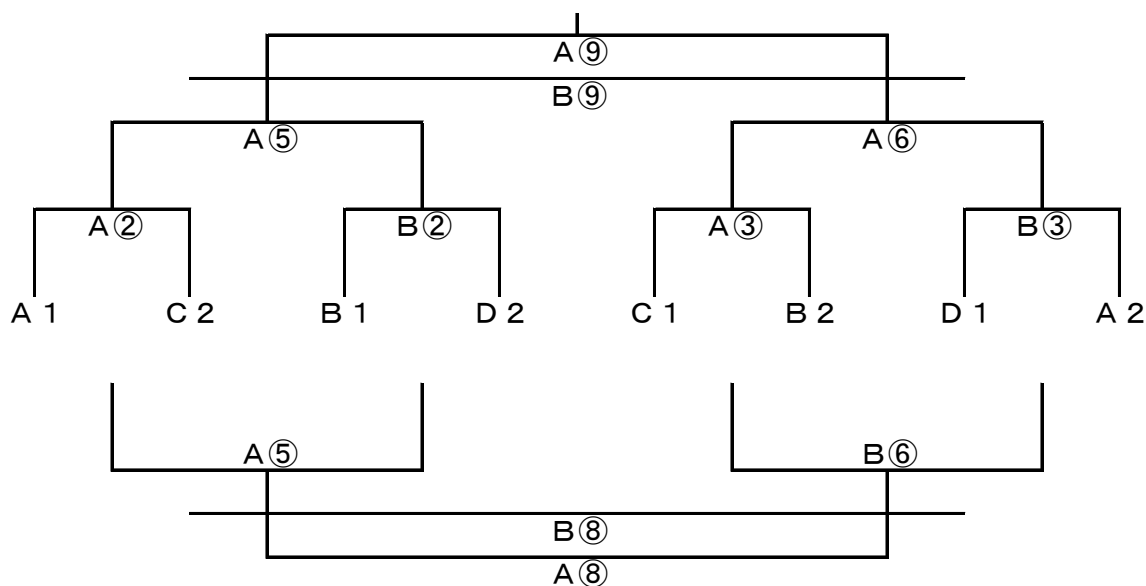 A⑨
B⑨
A⑤ A⑥
A② B② A③ B③
A1 C2 B1 D2 C1 B2 D1 A2
A⑤ B⑥
B⑧
A⑧